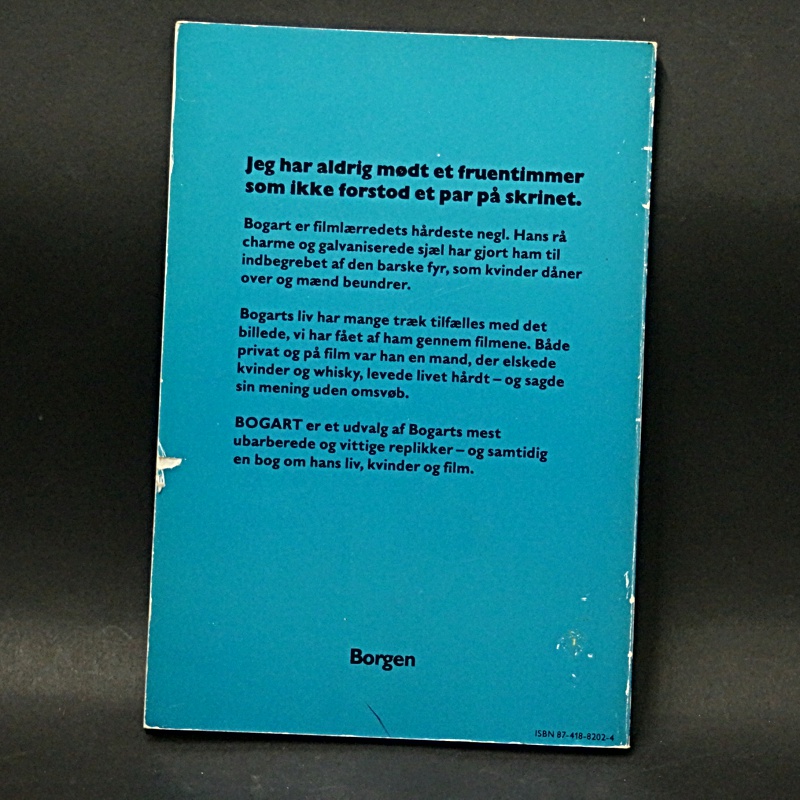 Jeg har aldrig mødt et fruentimmer
som ikke forstod et par på skrinet.
Bogart er filmlærredets hårdeste negl. Hans rå
charme og galvaniserede sjæl har gjort ham til
indbegrebet af den barske fyr, som kvinder dåner
over og mænd beundrer.
Bogarts liv har mange træk tilfælles med det
billede, vi har fået af ham gennem filmene. Både
privat og på film var han en mand, der elskede
kvinder og whisky, levede livet hårdt – og sagde
sin mening uden omsvøb.
BOGART er et udvalg af Bogarts mest
ubarberede og vittige replikker – og samtidig
en bog om hans liv, kvinder og film.
Borgen
ISBN 87-418-8202-4